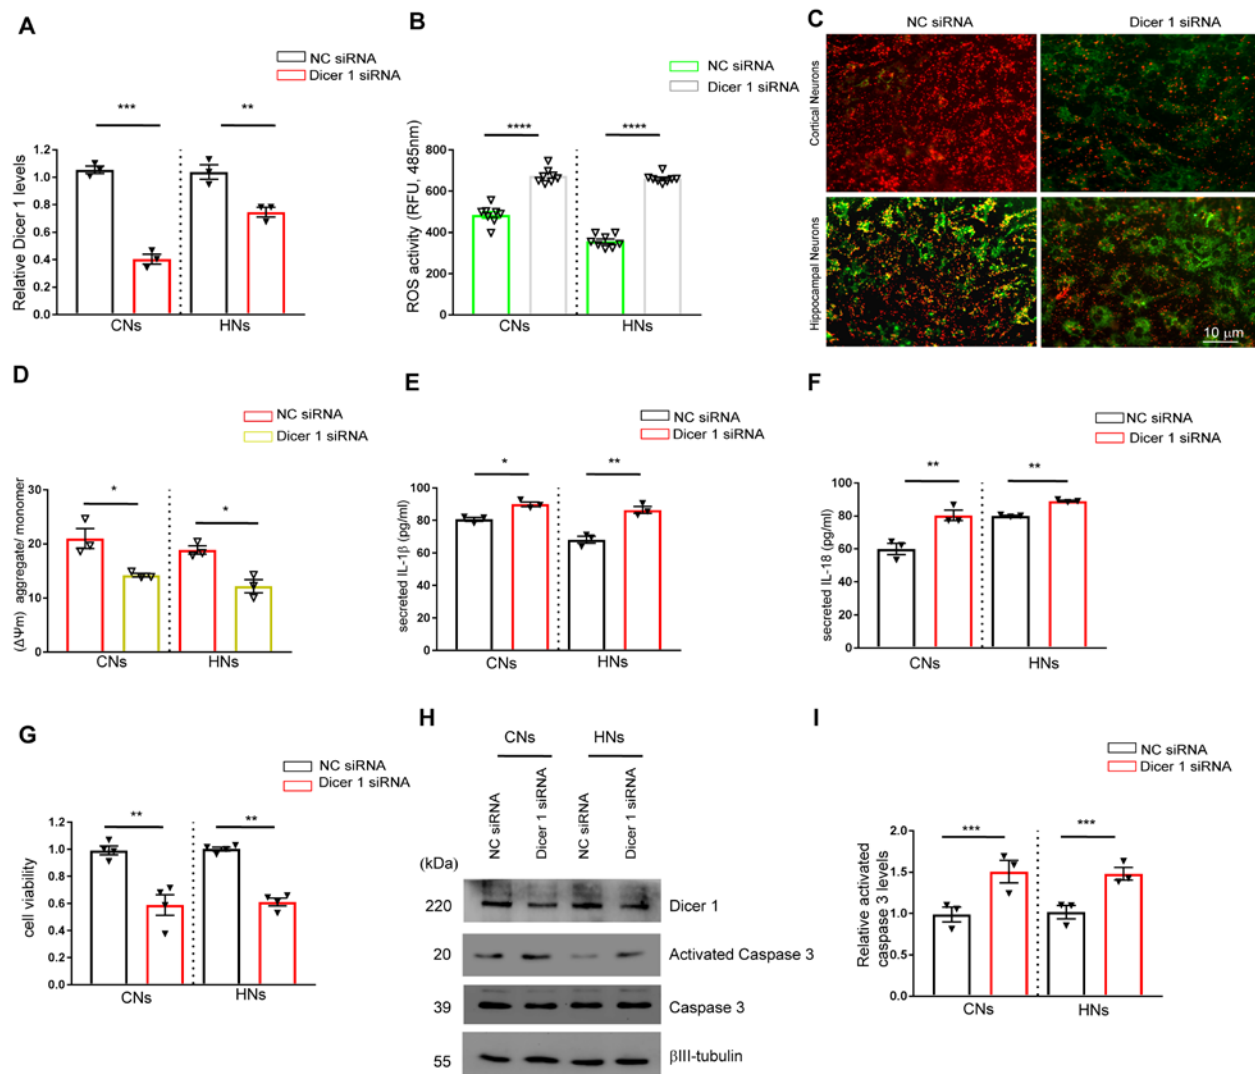 A
NC siRNA
Dicer 1 siRNA
***
**
Relative Dicer 1 levels
1.2
1.0
0.8
0.6
0.4
0.2
0.0
CNs
HNs
B
NC siRNA
Dicer 1 siRNA
****
****
ROS activity (RFU, 485nm)
800
600
400
200
0
CNs
HNs
C
NC siRNA
Dicer 1 siRNA
Cortical Neurons
Hippocampal Neurons
10 μm
D
NC siRNA
Dicer 1 siRNA
*
*
(ΔΨm) aggregate/ monomer
30
20
10
0
CNs
HNs
E
NC siRNA
Dicer 1 siRNA
*
**
secreted IL-1β (pg/ml)
100
80
60
40
20
0
CNs
HNs
F
NC siRNA
Dicer 1 siRNA
**
**
secreted IL-18 (pg/ml)
100
80
60
40
20
0
CNs
HNs
G
NC siRNA
Dicer 1 siRNA
**
**
cell viability
1.2
1.0
0.8
0.6
0.4
0.2
0.0
CNs
HNs
H
CNs
HNs
NC siRNA
Dicer 1 siRNA
NC siRNA
Dicer 1 siRNA
(kDa)
220
Dicer 1
20
Activated Caspase 3
39
Caspase 3
55
βIII-tubulin
I
NC siRNA
Dicer 1 siRNA
***
***
Relative activated
caspase 3 levels
2.0
1.5
1.0
0.5
0.0
CNs
HNs